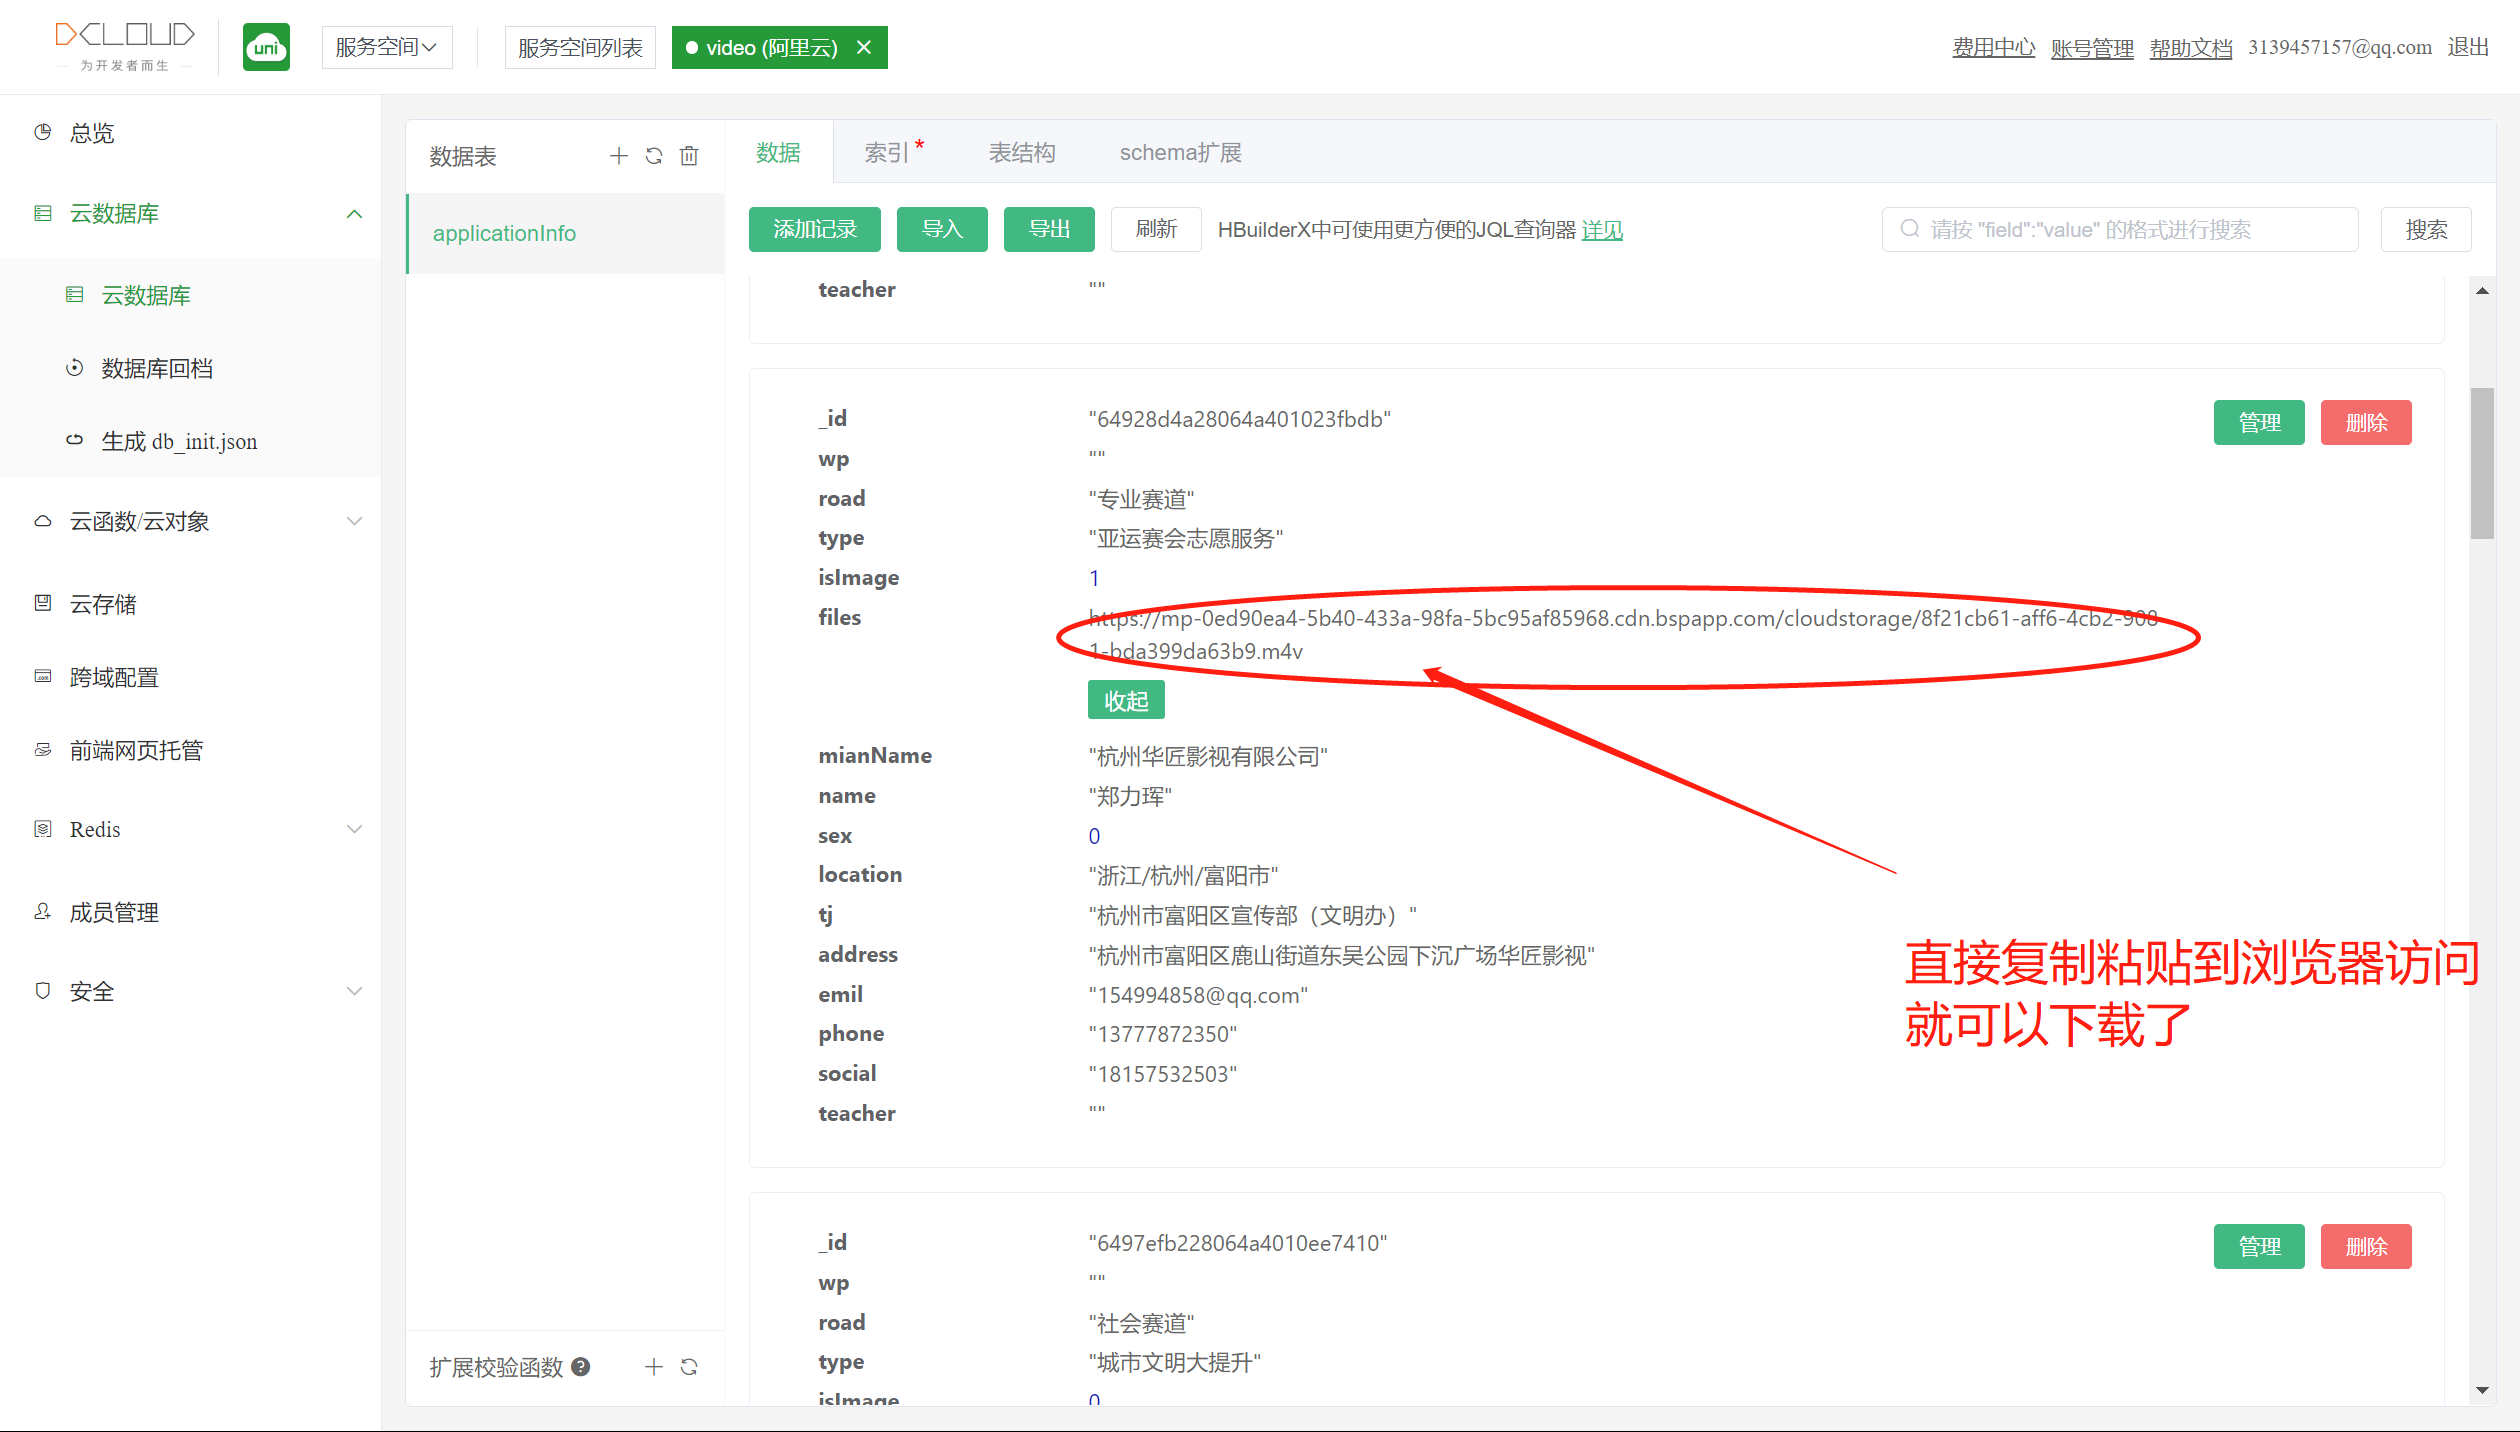 DCLOUD
为开发者而生
uni
服务空间
服务空间列表
video (阿里云)
费用中心 账号管理 帮助文档 3139457157@qq.com 退出
总览
云数据库
云数据库
数据库回档
生成 db_init.json
云函数/云对象
云存储
跨域配置
前端网页托管
Redis
成员管理
安全
数据表
applicationInfo
扩展校验函数
数据 索引* 表结构 schema扩展
添加记录 导入 导出 刷新 HBuilderX中可使用更方便的JQL查询器 详见
请按 "field":"value" 的格式进行搜索 搜索
teacher ""
_id "64928d4a28064a401023fbdb"
管理 删除
wp ""
road "专业赛道"
type "亚运赛会志愿服务"
isImage 1
files https://mp-0ed90ea4-5b40-433a-98fa-5bc95af85968.cdn.bspapp.com/cloudstorage/8f21cb61-aff6-4cb2-908
1-bda399da63b9.m4v
收起
mianName "杭州华匠影视有限公司"
name "郑力珲"
sex 0
location "浙江/杭州/富阳市"
tj "杭州市富阳区宣传部（文明办）"
address "杭州市富阳区鹿山街道东吴公园下沉广场华匠影视"
emil "154994858@qq.com"
phone "13777872350"
social "18157532503"
teacher ""
直接复制粘贴到浏览器访问
就可以下载了
_id "6497efb228064a4010ee7410"
管理 删除
wp ""
road "社会赛道"
type "城市文明大提升"
isImage 0